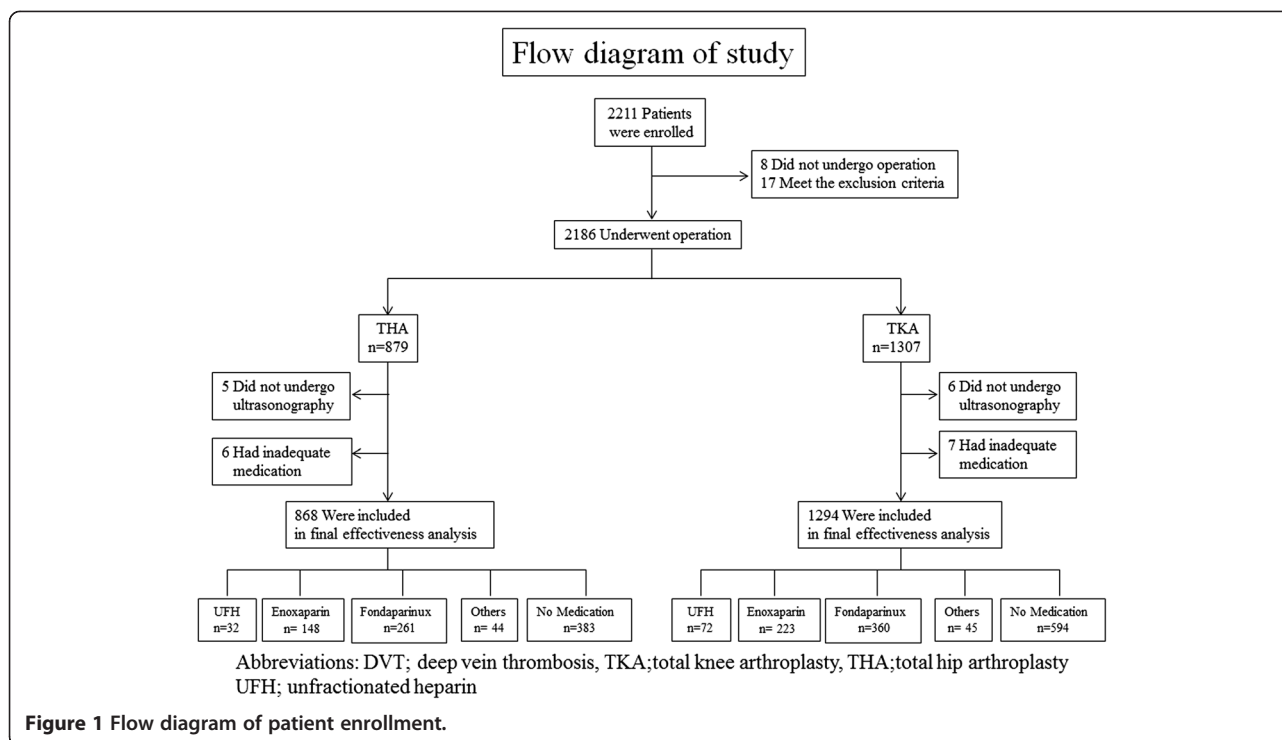 Flow diagram of study
2211 Patients
were enrolled
8 Did not undergo operation
17 Meet the exclusion criteria
2186 Underwent operation
THA
n=879
TKA
n=1307
5 Did not undergo
ultrasonography
6 Did not undergo
ultrasonography
6 Had inadequate
medication
7 Had inadequate
medication
868 Were included
in final effectiveness analysis
1294 Were included
in final effectiveness analysis
UFH
n=32
Enoxaparin
n= 148
Fondaparinux
n=261
Others
n= 44
No Medication
n=383
UFH
n=72
Enoxaparin
n= 223
Fondaparinux
n=360
Others
n= 45
No Medication
n=594
Abbreviations: DVT; deep vein thrombosis, TKA;total knee arthroplasty, THA;total hip arthroplasty
UFH; unfractionated heparin
Figure 1 Flow diagram of patient enrollment.